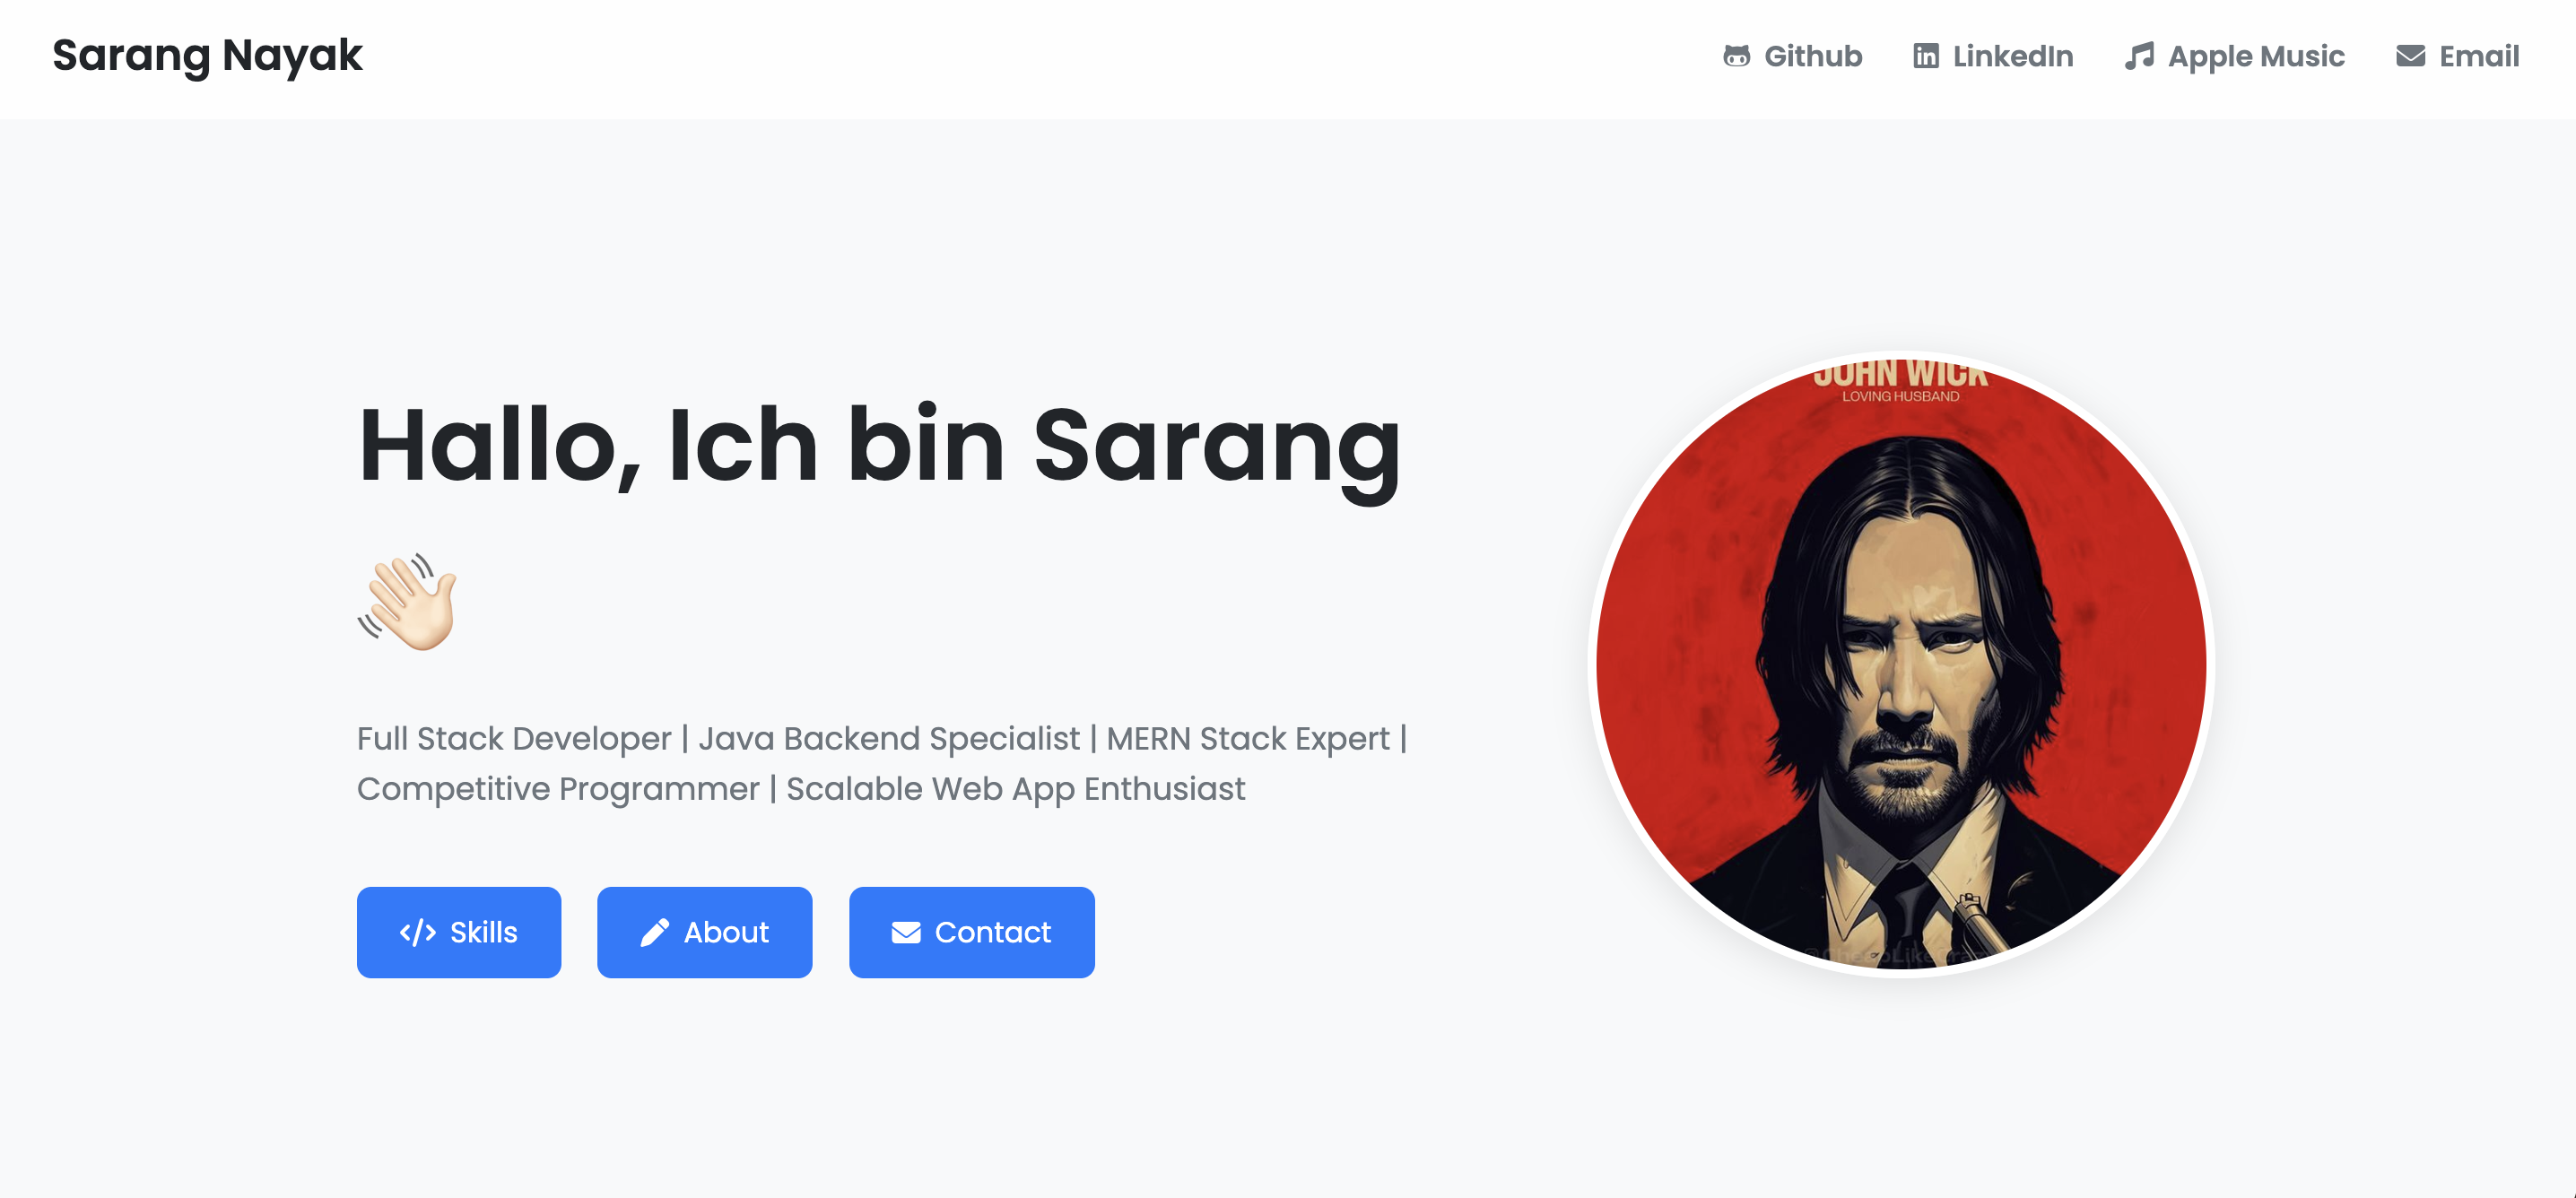 Sarang Nayak
Github LinkedIn Apple Music Email
JOHN WICK
LOVING HUSBAND
Hallo, Ich bin Sarang
Full Stack Developer | Java Backend Specialist | MERN Stack Expert |
Competitive Programmer | Scalable Web App Enthusiast
Skills About Contact